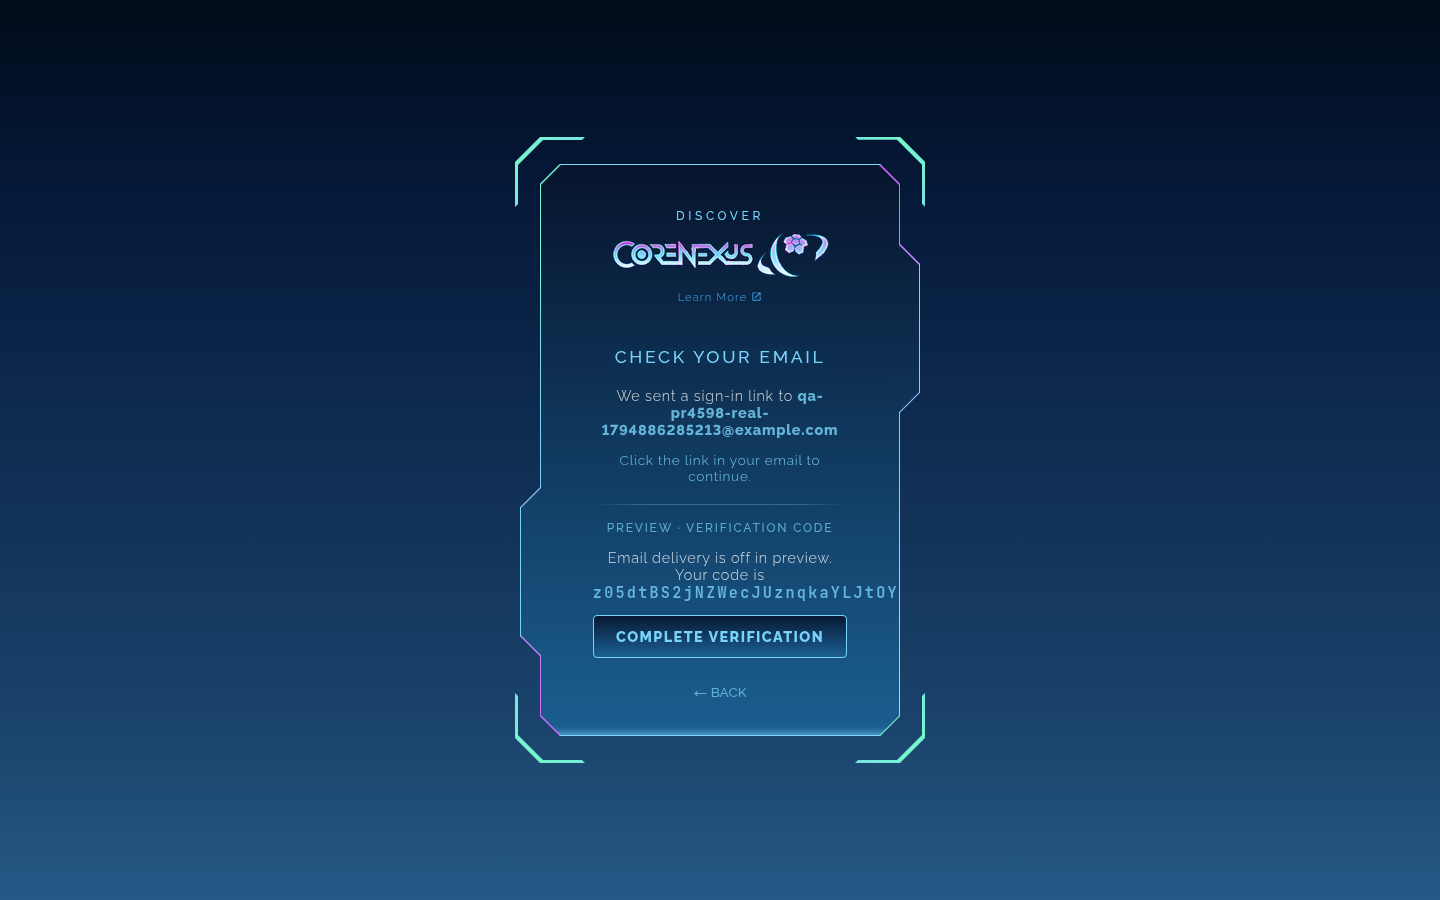 DISCOVER
CORENEXUS
Learn More
CHECK YOUR EMAIL
We sent a sign-in link to qa-
pr4598-real-
1794886285213@example.com
Click the link in your email to
continue.
PREVIEW · VERIFICATION CODE
Email delivery is off in preview.
Your code is
z05dtBS2jNZWecJUznqkaYLJtOY
COMPLETE VERIFICATION
← BACK